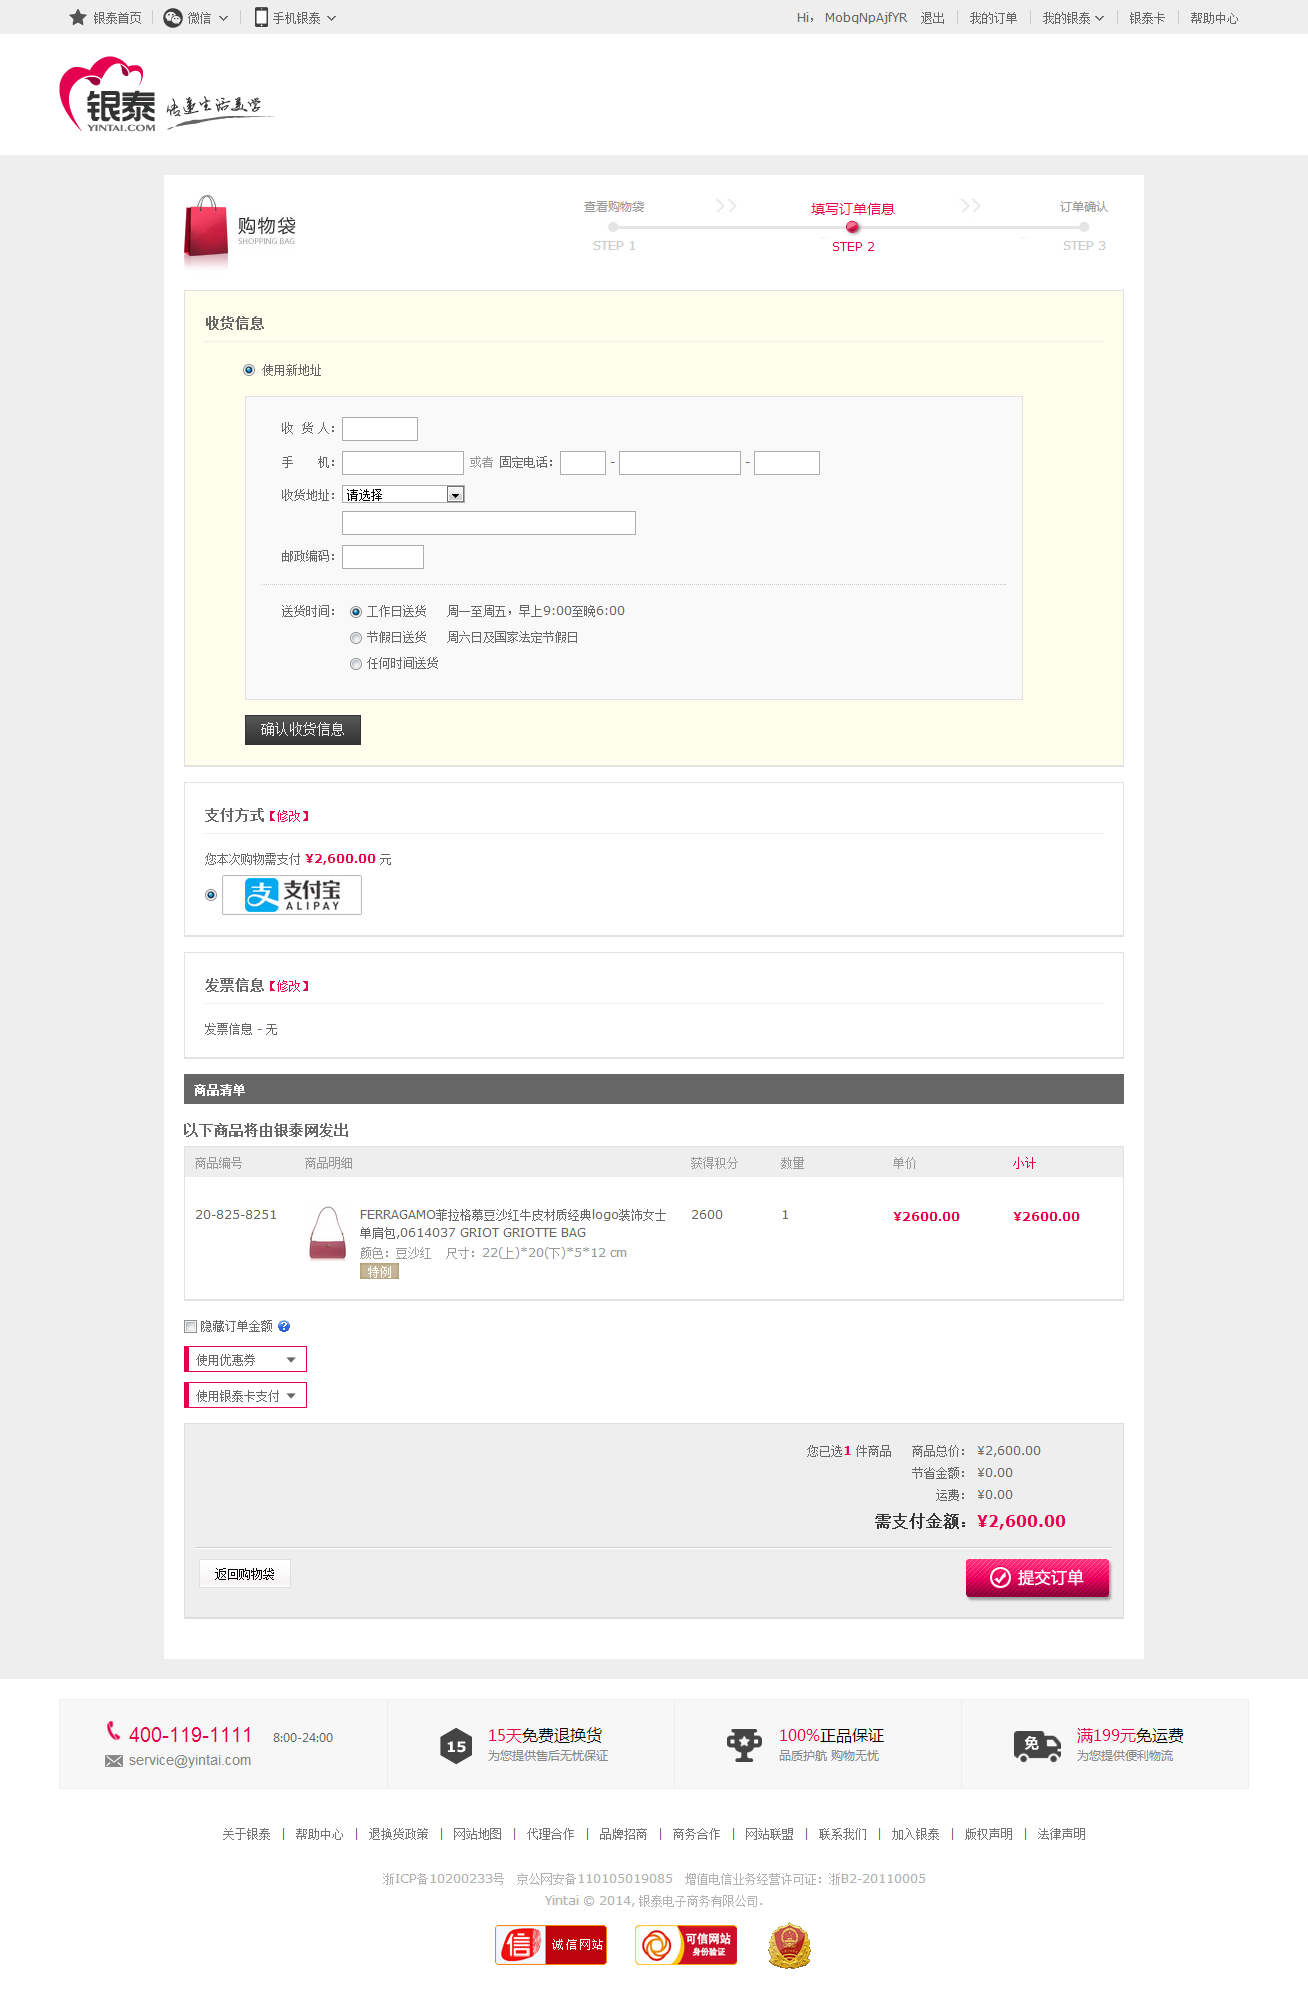 银泰首页 微信 手机银泰 Hi， MobqNpAjfYR 退出 我的订单 我的银泰 银泰卡 帮助中心
银泰 传递生活美学
YINTAI.COM
购物袋
SHOPPING BAG
查看购物袋 填写订单信息 订单确认
STEP 1 STEP 2 STEP 3
收货信息
使用新地址
收 货 人：
手 机： 或者 固定电话： - -
收货地址： 请选择
邮政编码：
送货时间： 工作日送货 周一至周五，早上9:00至晚6:00
节假日送货 周六日及国家法定节假日
任何时间送货
确认收货信息
支付方式【修改】
您本次购物需支付 ¥2,600.00 元
支 支付宝
ALIPAY
发票信息【修改】
发票信息 - 无
商品清单
以下商品将由银泰网发出
商品编号 商品明细 获得积分 数量 单价 小计
20-825-8251 FERRAGAMO菲拉格慕豆沙红牛皮材质经典logo装饰女士 2600 1 ¥2600.00 ¥2600.00
单肩包,0614037 GRIOT GRIOTTE BAG
颜色：豆沙红 尺寸：22(上)*20(下)*5*12 cm
特例
隐藏订单金额 ?
使用优惠券
使用银泰卡支付
您已选1 件商品 商品总价： ¥2,600.00
节省金额： ¥0.00
运费： ¥0.00
需支付金额：¥2,600.00
返回购物袋 提交订单
400-119-1111 8:00-24:00
service@yintai.com
15 15天免费退换货
为您提供售后无忧保证
100%正品保证
品质护航 购物无忧
免 满199元免运费
为您提供便利物流
关于银泰 | 帮助中心 | 退换货政策 | 网站地图 | 代理合作 | 品牌招商 | 商务合作 | 网站联盟 | 联系我们 | 加入银泰 | 版权声明 | 法律声明
浙ICP备10200233号 京公网安备110105019085 增值电信业务经营许可证：浙B2-20110005
Yintai © 2014, 银泰电子商务有限公司.
信 诚信网站 可信网站
身份验证